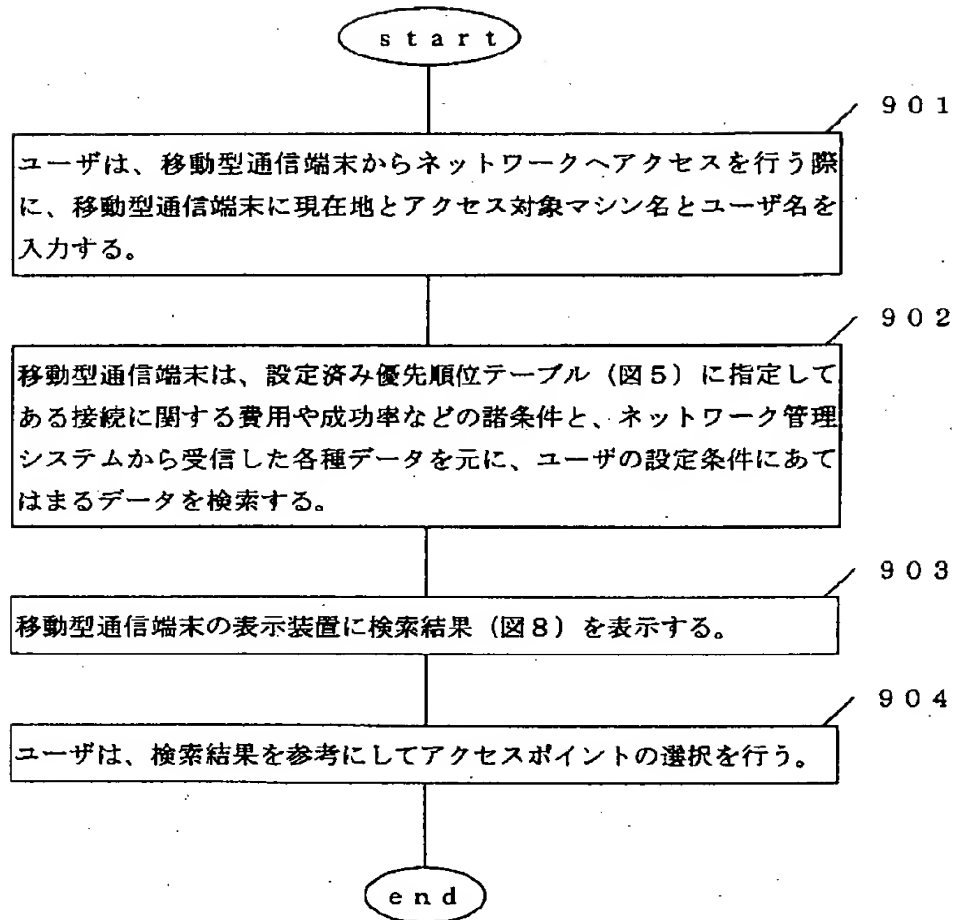 start
901
ユーザは、移動型通信端末からネットワークへアクセスを行う際
に、移動型通信端末に現在地とアクセス対象マシン名とユーザ名を
入力する。
902
移動型通信端末は、設定済み優先順位テーブル（図5）に指定して
ある接続に関する費用や成功率などの諸条件と、ネットワーク管理
システムから受信した各種データを元に、ユーザの設定条件にあて
はまるデータを検索する。
903
移動型通信端末の表示装置に検索結果（図8）を表示する。
904
ユーザは、検索結果を参考にしてアクセスポイントの選択を行う。
end